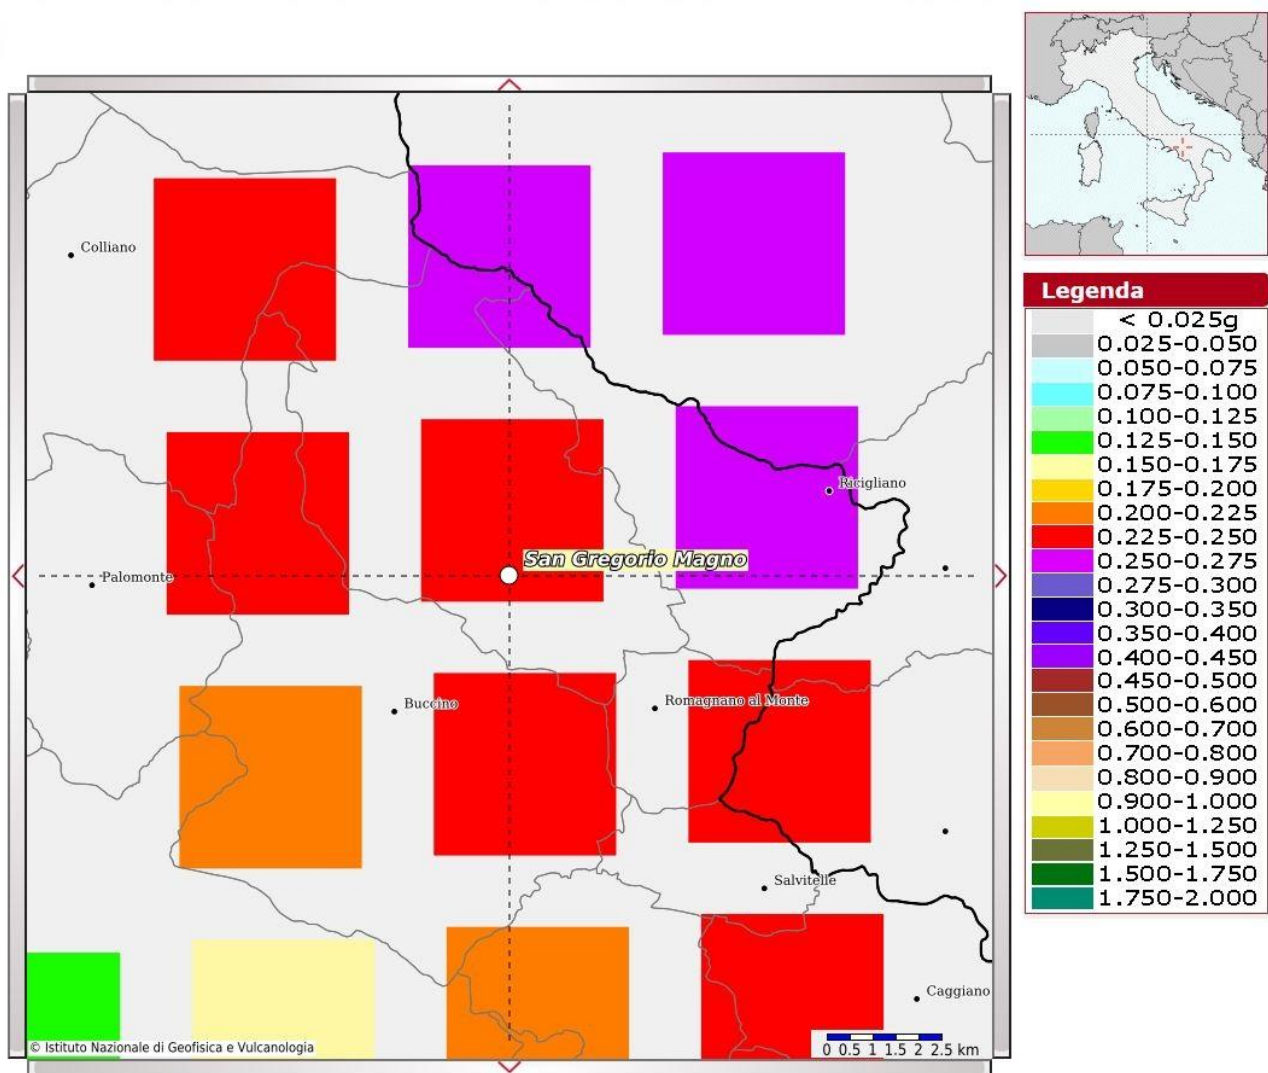 Colliano
Ricigliano
San Gregorio Magno
Palomonte
Buccino
Romagnano al Monte
Salvitelle
Caggiano
© Istituto Nazionale di Geofisica e Vulcanologia
0 0.5 1 1.5 2 2.5 km
Legenda
< 0.025g
0.025-0.050
0.050-0.075
0.075-0.100
0.100-0.125
0.125-0.150
0.150-0.175
0.175-0.200
0.200-0.225
0.225-0.250
0.250-0.275
0.275-0.300
0.300-0.350
0.350-0.400
0.400-0.450
0.450-0.500
0.500-0.600
0.600-0.700
0.700-0.800
0.800-0.900
0.900-1.000
1.000-1.250
1.250-1.500
1.500-1.750
1.750-2.000